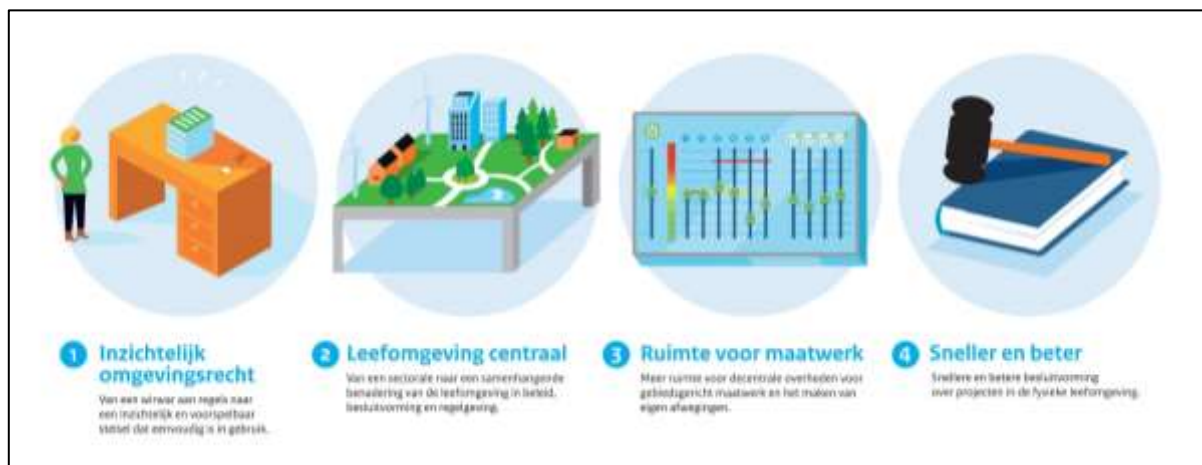 1 Inzichtelijk
omgevingsrecht
Van een wirwar aan regels naar
een inzichtelijk en voorspelbaar
stelsel dat eenvoudig is in gebruik.
2 Leefomgeving centraal
Van een sectorale naar een samenhangende
benadering van de leefomgeving in beleid,
besluitvorming en regelgeving.
3 Ruimte voor maatwerk
Meer ruimte voor decentrale overheden voor
gebiedsgericht maatwerk en het maken van
eigen afwegingen.
4 Sneller en beter
Snellere en betere besluitvorming
over projecten in de fysieke leefomgeving.